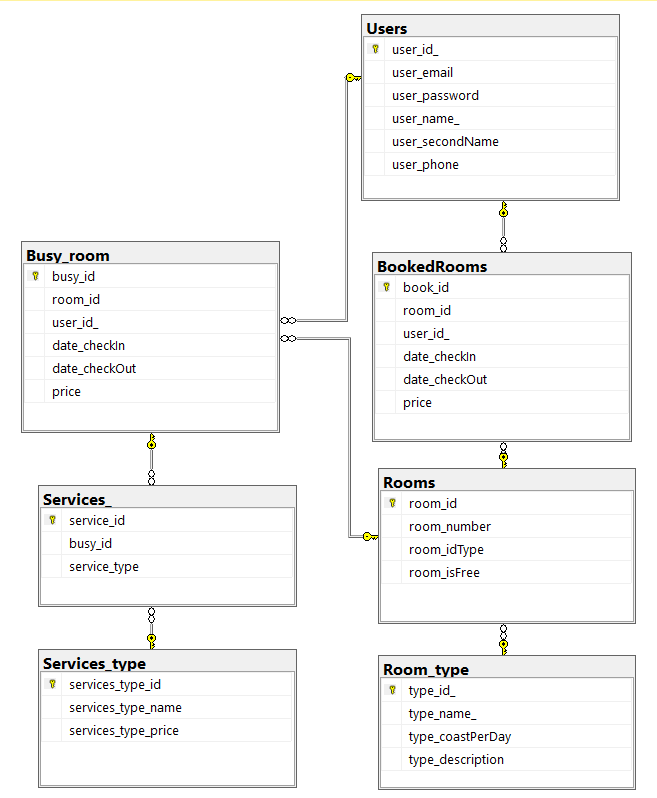 Users
user_id_
user_email
user_password
user_name_
user_secondName
user_phone
Busy_room
busy_id
room_id
user_id_
date_checkIn
date_checkOut
price
BookedRooms
book_id
room_id
user_id_
date_checkIn
date_checkOut
price
Services_
service_id
busy_id
service_type
Rooms
room_id
room_number
room_idType
room_isFree
Services_type
services_type_id
services_type_name
services_type_price
Room_type
type_id_
type_name_
type_coastPerDay
type_description